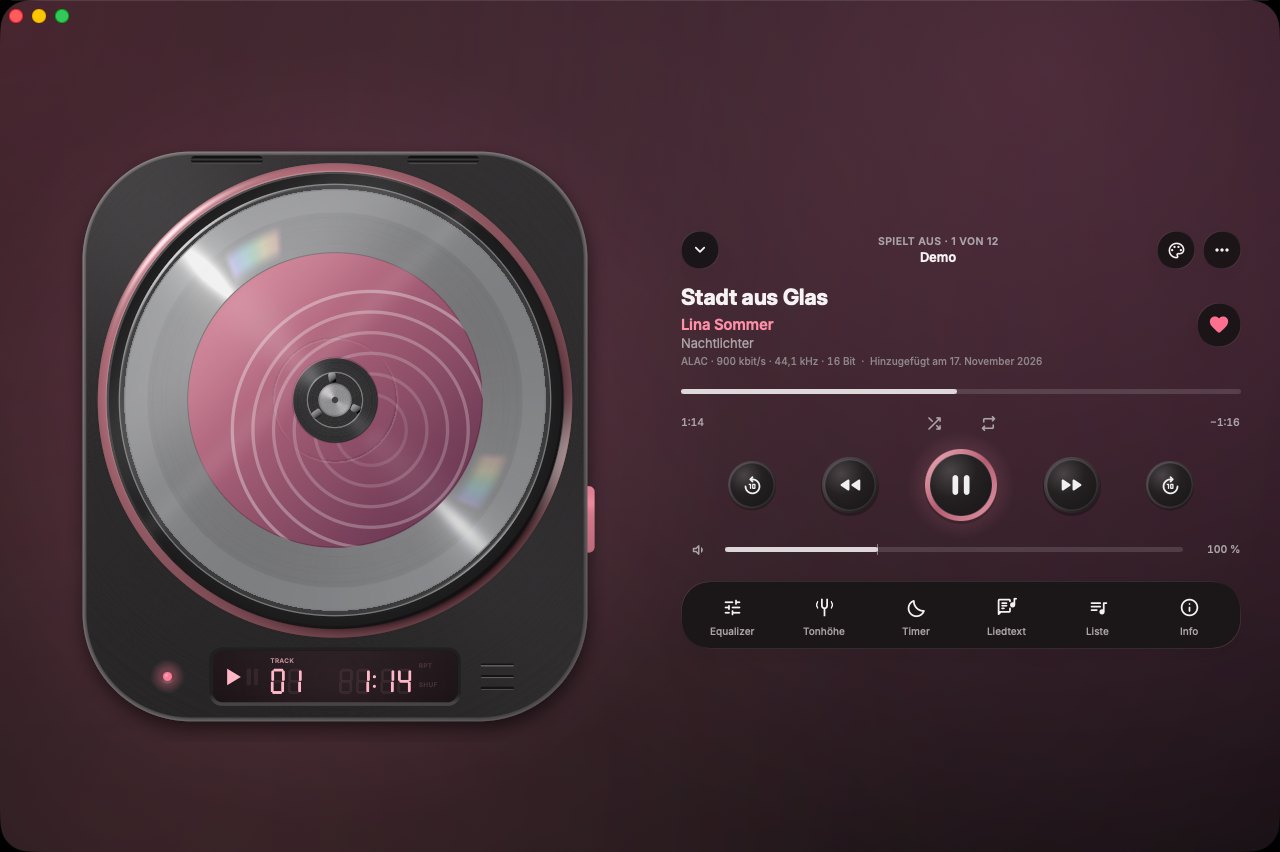 SPIELT AUS · 1 VON 12
Demo
Stadt aus Glas
Lina Sommer
Nachtlichter
ALAC · 900 kbit/s · 44,1 kHz · 16 Bit · Hinzugefügt am 17. November 2026
1:14
−1:16
10
10
100 %
Equalizer
Tonhöhe
Timer
Liedtext
Liste
Info
TRACK
01
1:14
RPT
SHUF